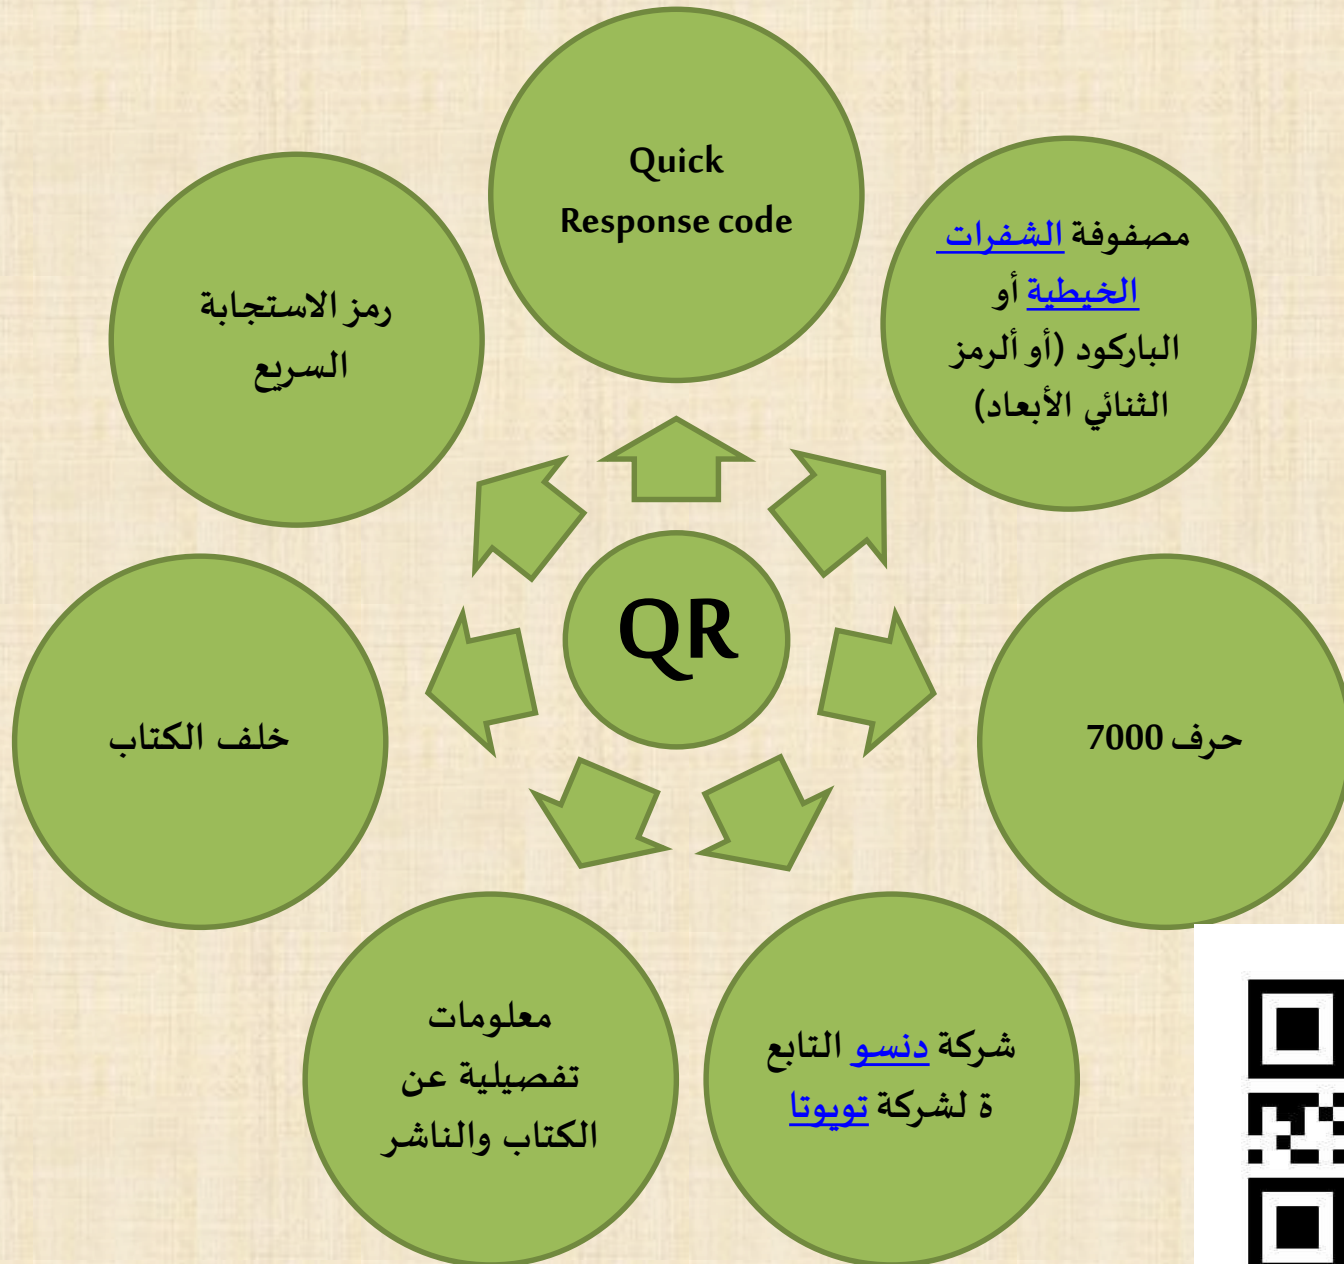 Quick
Response code
مصفوفة الشفرات
الخيطية أو
الباركود (أو ألرمز
الثنائي الأبعاد)
7000 حرف
شركة دنسو التابع
ة لشركة تويوتا
معلومات
تفصيلية عن
الكتاب والناشر
خلف الكتاب
رمز الاستجابة
السريع
QR